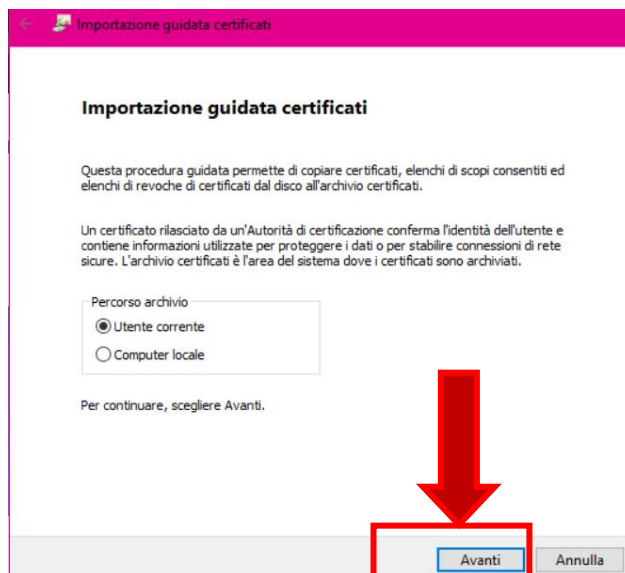 Importazione guidata certificati
Importazione guidata certificati
Questa procedura guidata permette di copiare certificati, elenchi di scopi consentiti ed
elenchi di revoche di certificati dal disco all'archivio certificati.
Un certificato rilasciato da un'Autorità di certificazione conferma l'identità dell'utente e
contiene informazioni utilizzate per proteggere i dati o per stabilire connessioni di rete
sicure. L'archivio certificati è l'area del sistema dove i certificati sono archiviati.
Percorso archivio
Utente corrente
Computer locale
Per continuare, scegliere Avanti.
Avanti Annulla